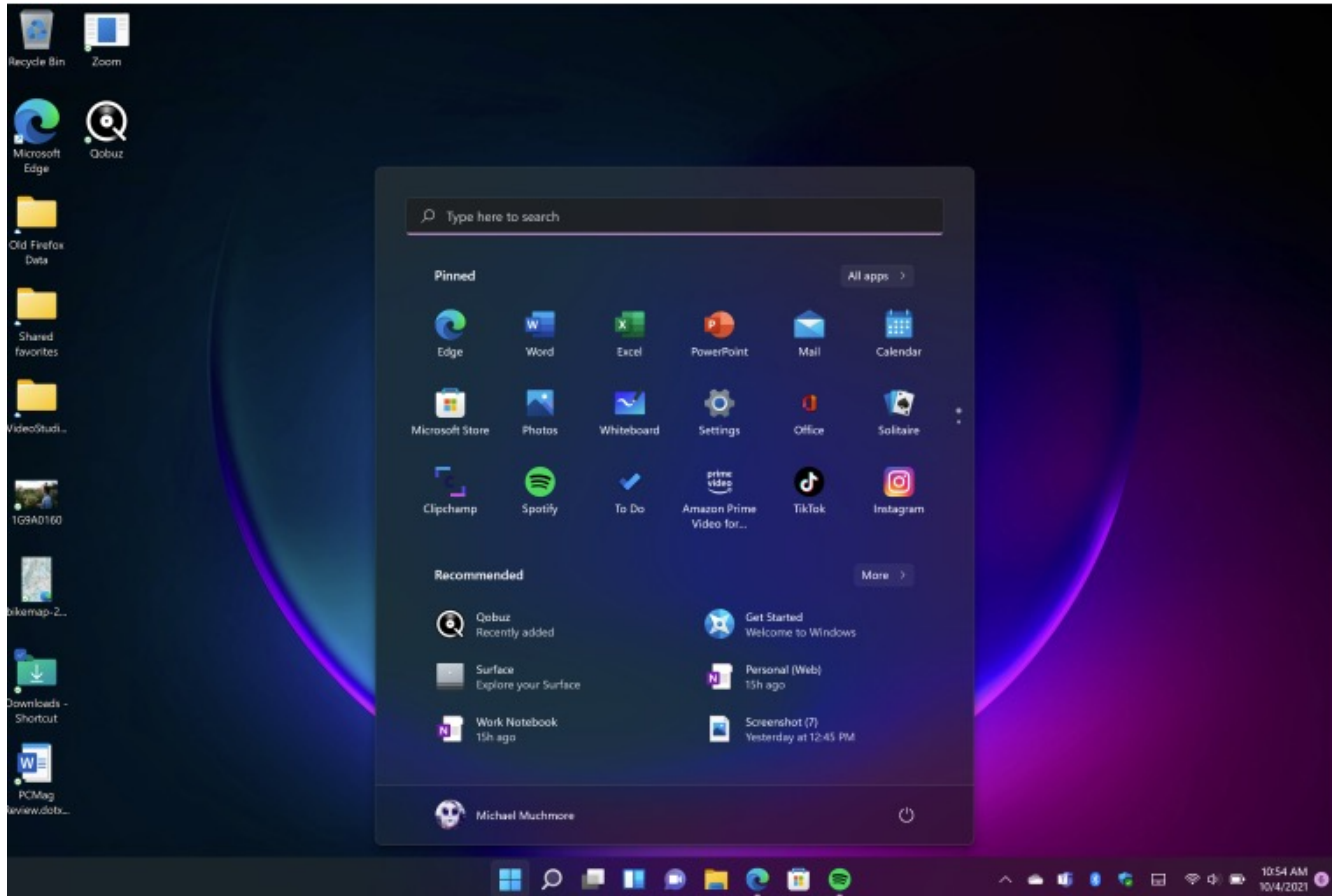 Recycle Bin
Zoom
Microsoft
Edge
Qobuz
Old Firefox
Data
Shared
favorites
VideoStudi...
1G9A0160
bikemap-2...
Downloads -
Shortcut
PCMag
Review.dotx...
Type here to search
Pinned
All apps
Edge
Word
Excel
PowerPoint
Mail
Calendar
Microsoft Store
Photos
Whiteboard
Settings
Office
Solitaire
Clipchamp
Spotify
To Do
prime
video
Amazon Prime
Video for...
TikTok
Instagram
Recommended
More
Qobuz
Recently added
Get Started
Welcome to Windows
Surface
Explore your Surface
Personal (Web)
15h ago
Work Notebook
15h ago
Screenshot (7)
Yesterday at 12:45 PM
Michael Muchmore
10:54 AM
10/4/2021